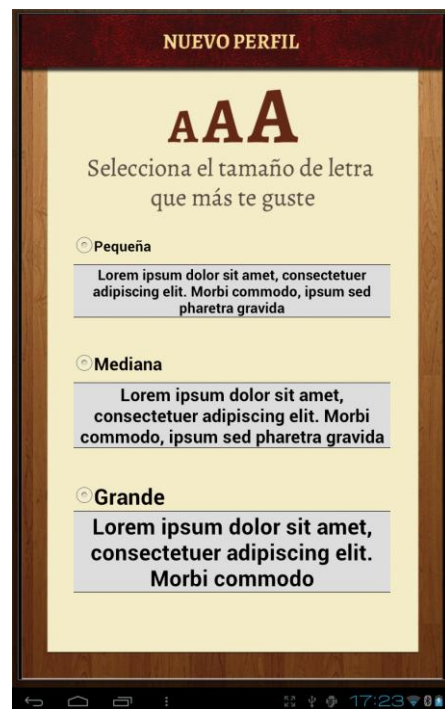 NUEVO PERFIL
AAA
Selecciona el tamaño de letra
que más te guste
Pequeña
Lorem ipsum dolor sit amet, consectetuer
adipiscing elit. Morbi commodo, ipsum sed
pharetra gravida
Mediana
Lorem ipsum dolor sit amet,
consectetuer adipiscing elit. Morbi
commodo, ipsum sed pharetra gravida
Grande
Lorem ipsum dolor sit amet,
consectetuer adipiscing elit.
Morbi commodo
17:23